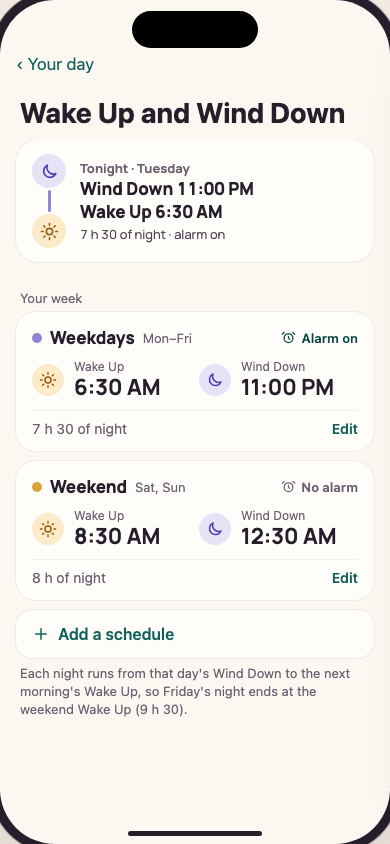 ‹ Your day
Wake Up and Wind Down
Tonight · Tuesday
Wind Down 11:00 PM
Wake Up 6:30 AM
7 h 30 of night · alarm on
Your week
Weekdays Mon–Fri Alarm on
Wake Up Wind Down
6:30 AM 11:00 PM
7 h 30 of night Edit
Weekend Sat, Sun No alarm
Wake Up Wind Down
8:30 AM 12:30 AM
8 h of night Edit
+ Add a schedule
Each night runs from that day's Wind Down to the next
morning's Wake Up, so Friday's night ends at the
weekend Wake Up (9 h 30).